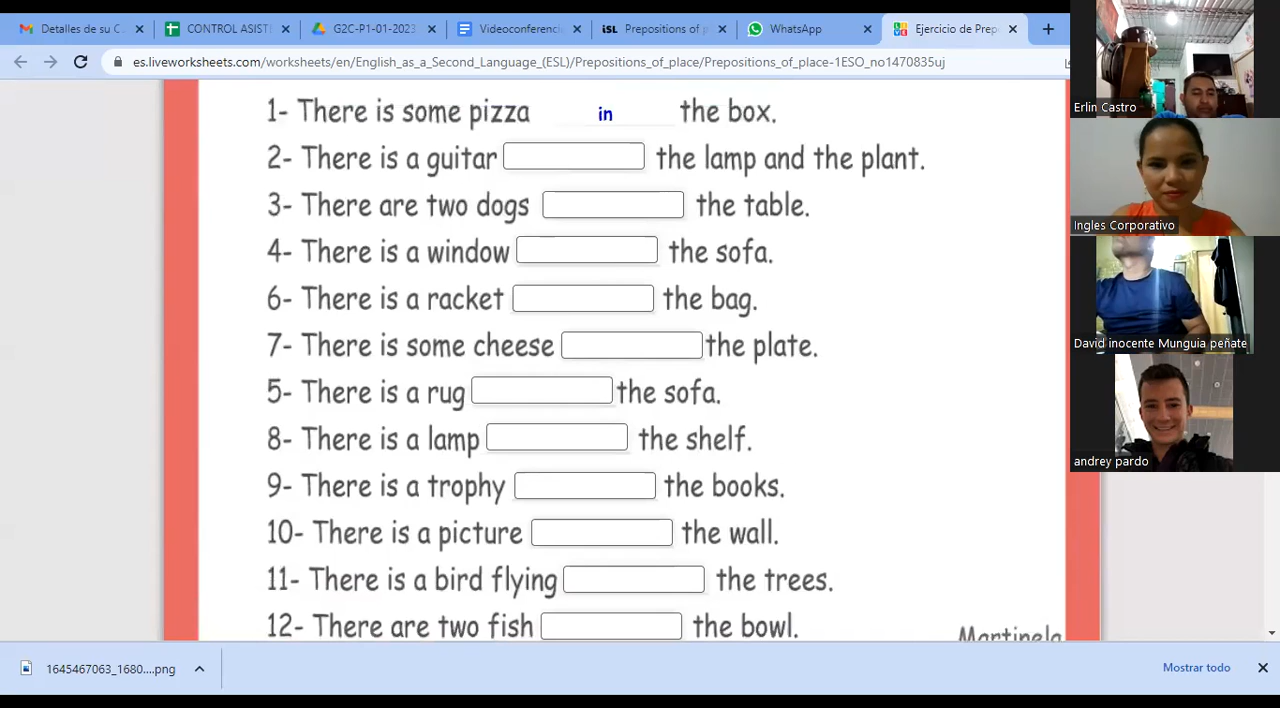 Detalles de su C
CONTROL ASIST
G2C-P1-01-2023
Videoconferenci
iSL Prepositions of p
WhatsApp
Ejercicio de Prep
es.liveworksheets.com/worksheets/en/English_as_a_Second_Language_(ESL)/Prepositions_of_place/Prepositions_of_place-1ESO_no1470835uj
1- There is some pizza in the box.
2- There is a guitar the lamp and the plant.
3- There are two dogs the table.
4- There is a window the sofa.
6- There is a racket the bag.
7- There is some cheese the plate.
5- There is a rug the sofa.
8- There is a lamp the shelf.
9- There is a trophy the books.
10- There is a picture the wall.
11- There is a bird flying the trees.
12- There are two fish the bowl.
Martinela
Erlin Castro
Ingles Corporativo
David inocente Munguia peñate
andrey pardo
1645467063_1680....png
Mostrar todo